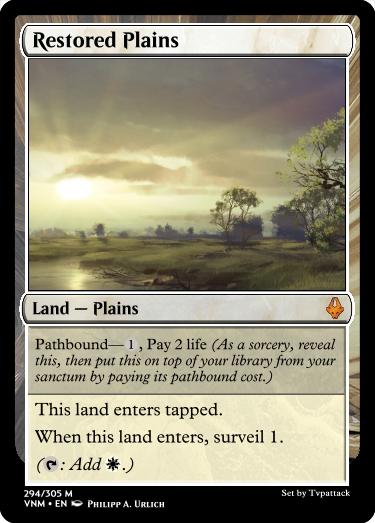 Restored Plains
Land — Plains
Pathbound—1, Pay 2 life (As a sorcery, reveal
this, then put this on top of your library from your
sanctum by paying its pathbound cost.)
This land enters tapped.
When this land enters, surveil 1.
(: Add .)
294/305 M
VNM • EN Philipp A. Urlich
Set by Tvpattack